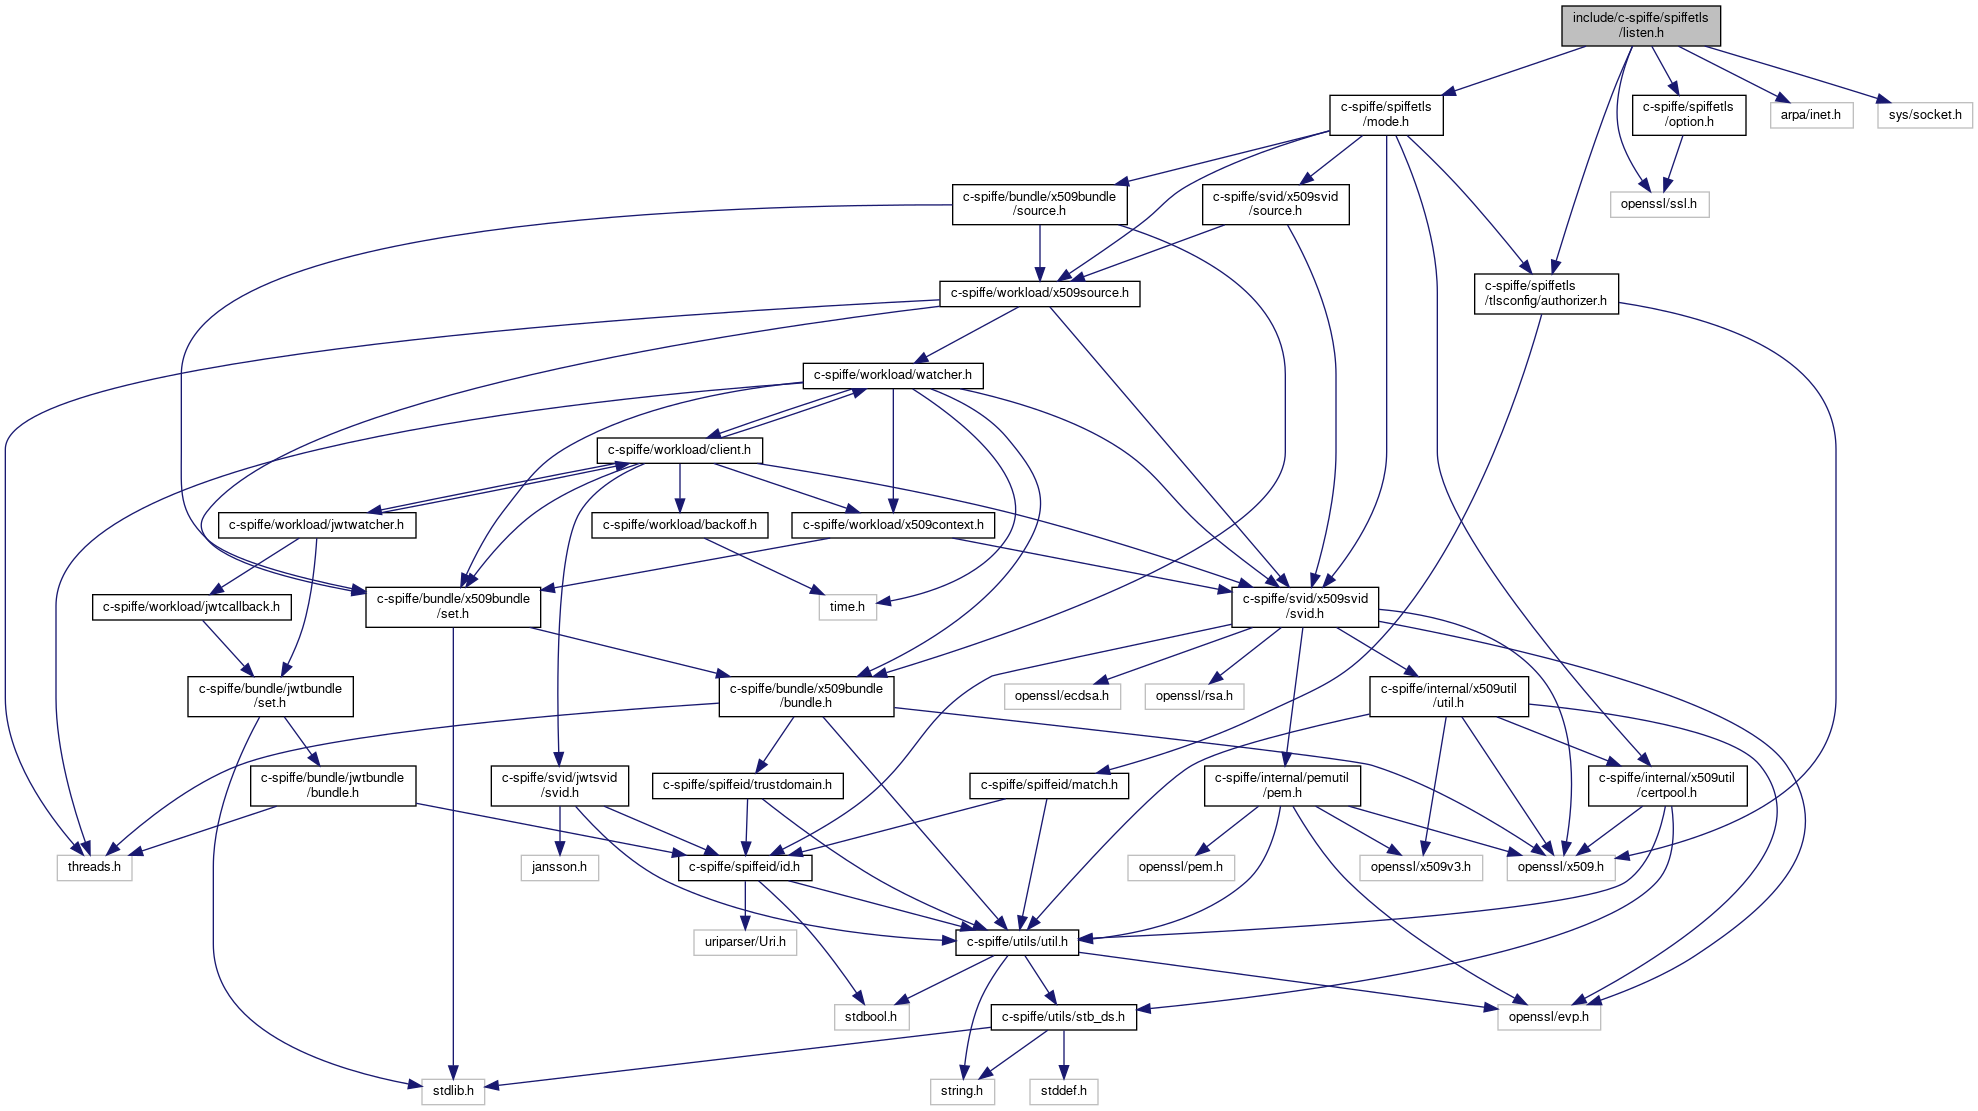 include/c-spiffe/spiffetls
/listen.h
c-spiffe/spiffetls
/mode.h
c-spiffe/spiffetls
/option.h
arpa/inet.h
sys/socket.h
c-spiffe/bundle/x509bundle
/source.h
c-spiffe/svid/x509svid
/source.h
openssl/ssl.h
c-spiffe/workload/x509source.h
c-spiffe/spiffetls
/tlsconfig/authorizer.h
c-spiffe/workload/watcher.h
c-spiffe/workload/client.h
c-spiffe/workload/jwtwatcher.h
c-spiffe/workload/backoff.h
c-spiffe/workload/x509context.h
c-spiffe/workload/jwtcallback.h
c-spiffe/bundle/x509bundle
/set.h
time.h
c-spiffe/svid/x509svid
/svid.h
c-spiffe/bundle/jwtbundle
/set.h
c-spiffe/bundle/x509bundle
/bundle.h
openssl/ecdsa.h
openssl/rsa.h
c-spiffe/internal/x509util
/util.h
c-spiffe/bundle/jwtbundle
/bundle.h
c-spiffe/svid/jwtsvid
/svid.h
c-spiffe/spiffeid/trustdomain.h
c-spiffe/spiffeid/match.h
c-spiffe/internal/pemutil
/pem.h
c-spiffe/internal/x509util
/certpool.h
threads.h
jansson.h
c-spiffe/spiffeid/id.h
openssl/pem.h
openssl/x509v3.h
openssl/x509.h
uriparser/Uri.h
c-spiffe/utils/util.h
stdbool.h
c-spiffe/utils/stb_ds.h
openssl/evp.h
stdlib.h
string.h
stddef.h